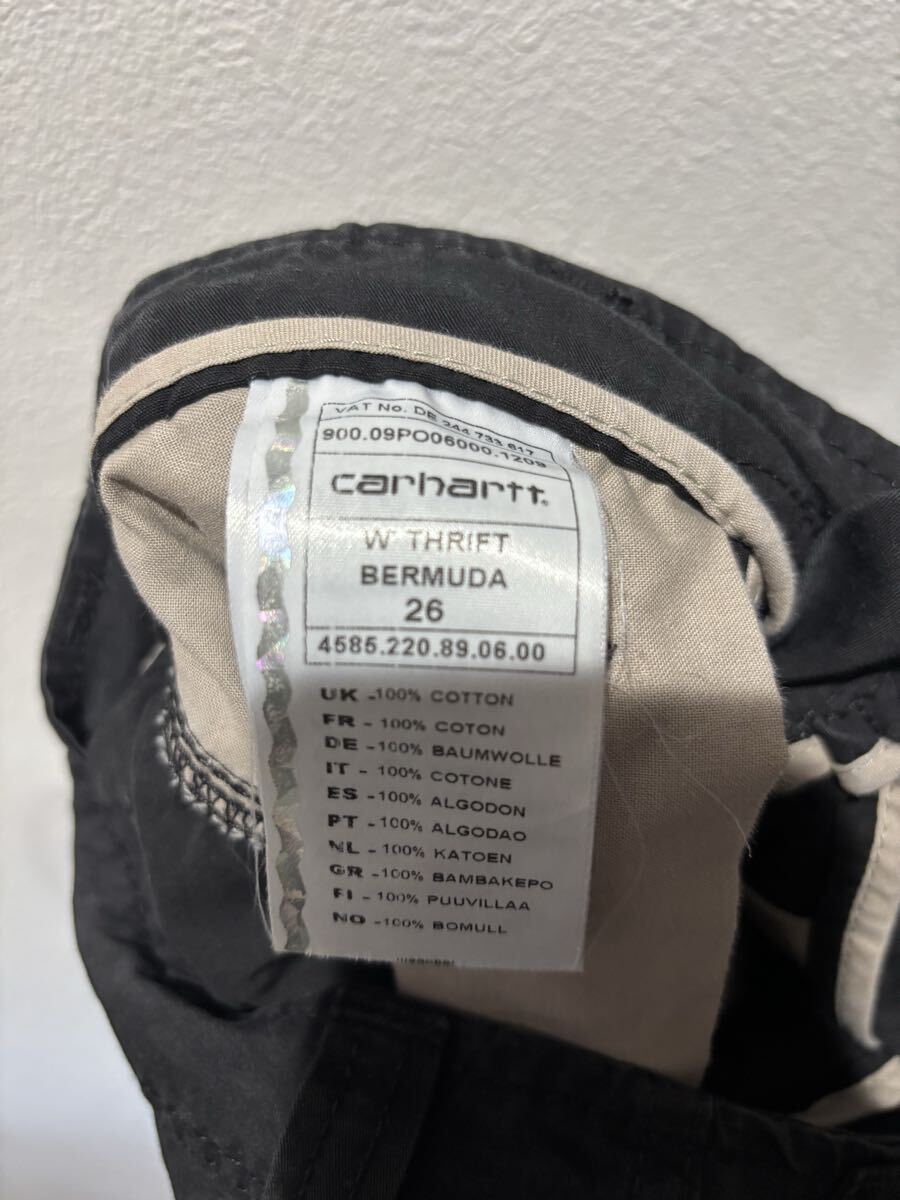 VAT No. DE 244 733 617
900.09PO06000.1209
carhartt.
W' THRIFT
BERMUDA
26
4585.220.89.06.00
UK -100% COTTON
FR - 100% COTON
DE -100% BAUMWOLLE
IT - 100% COTONE
ES -100% ALGODON
PT -100% ALGODAO
NL - 100% KATOEN
GR -100% BAMBAKEPO
FI - 100% PUUVILLAA
NO -100% BOMULL